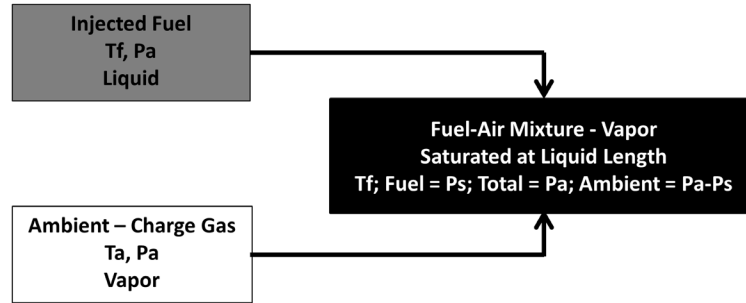 Injected Fuel
Tf, Pa
Liquid
Fuel-Air Mixture - Vapor
Saturated at Liquid Length
Tf; Fuel = Ps; Total = Pa; Ambient = Pa-Ps
Ambient – Charge Gas
Ta, Pa
Vapor